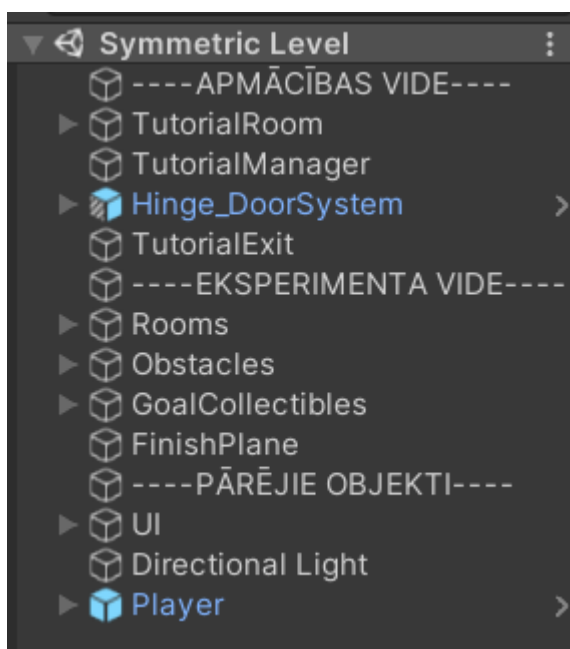 Symmetric Level
----APMĀCĪBAS VIDE----
TutorialRoom
TutorialManager
Hinge_DoorSystem
TutorialExit
----EKSPERIMENTA VIDE----
Rooms
Obstacles
GoalCollectibles
FinishPlane
----PĀRĒJIE OBJEKTI----
UI
Directional Light
Player